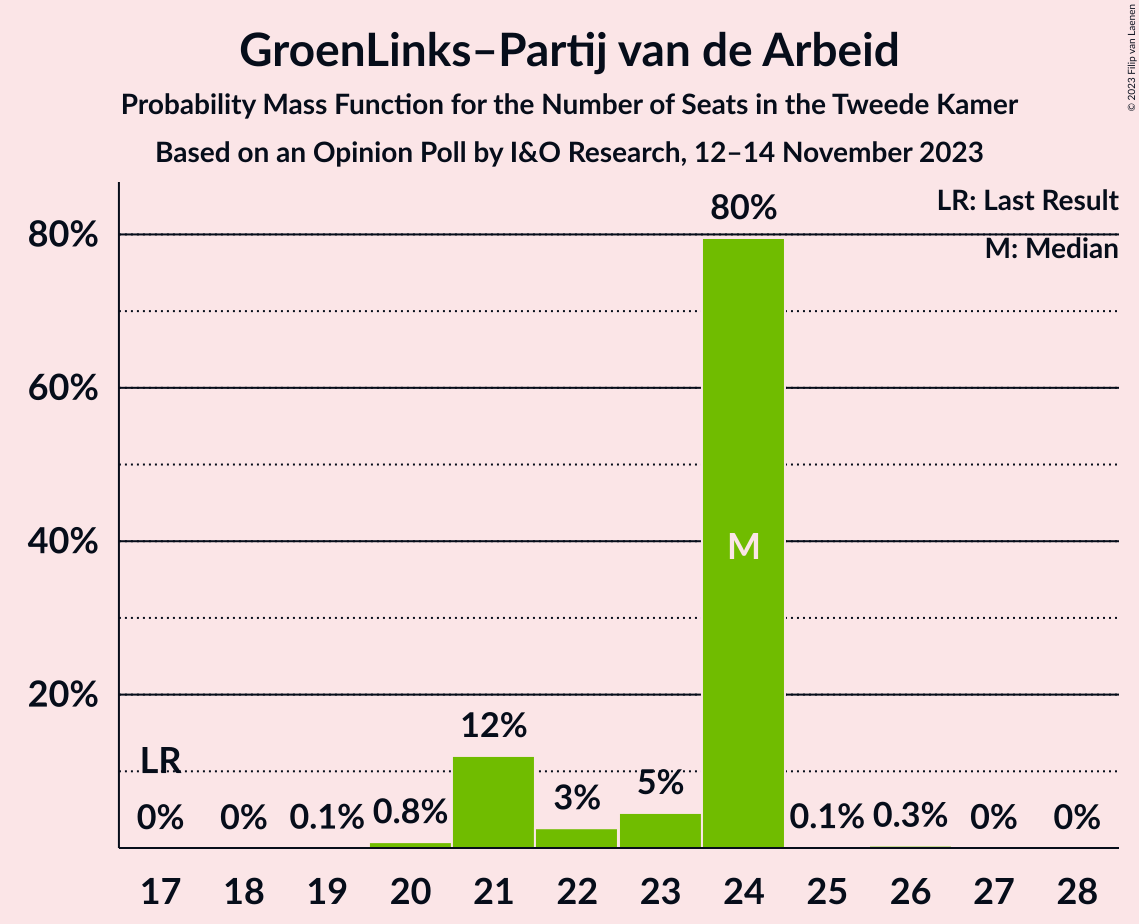 GroenLinks–Partij van de Arbeid
Probability Mass Function for the Number of Seats in the Tweede Kamer
Based on an Opinion Poll by I&O Research, 12–14 November 2023
© 2023 Filip van Laenen
LR: Last Result
M: Median
80%
60%
40%
20%
LR
0% 0% 0.1% 0.8% 12% 3% 5% 80% 0.1% 0.3% 0% 0%
M
17 18 19 20 21 22 23 24 25 26 27 28